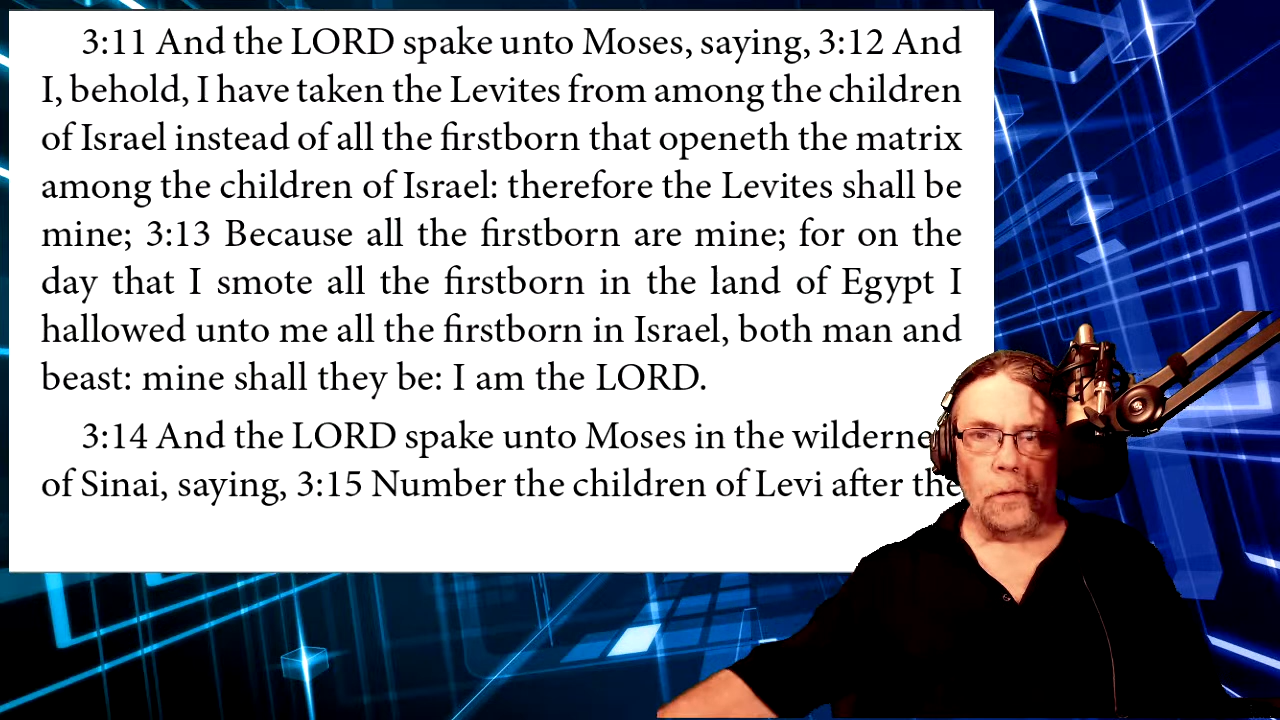 3:11 And the LORD spake unto Moses, saying, 3:12 And
I, behold, I have taken the Levites from among the children
of Israel instead of all the firstborn that openeth the matrix
among the children of Israel: therefore the Levites shall be
mine; 3:13 Because all the firstborn are mine; for on the
day that I smote all the firstborn in the land of Egypt I
hallowed unto me all the firstborn in Israel, both man and
beast: mine shall they be: I am the LORD.
3:14 And the LORD spake unto Moses in the wilderne
of Sinai, saying, 3:15 Number the children of Levi after the